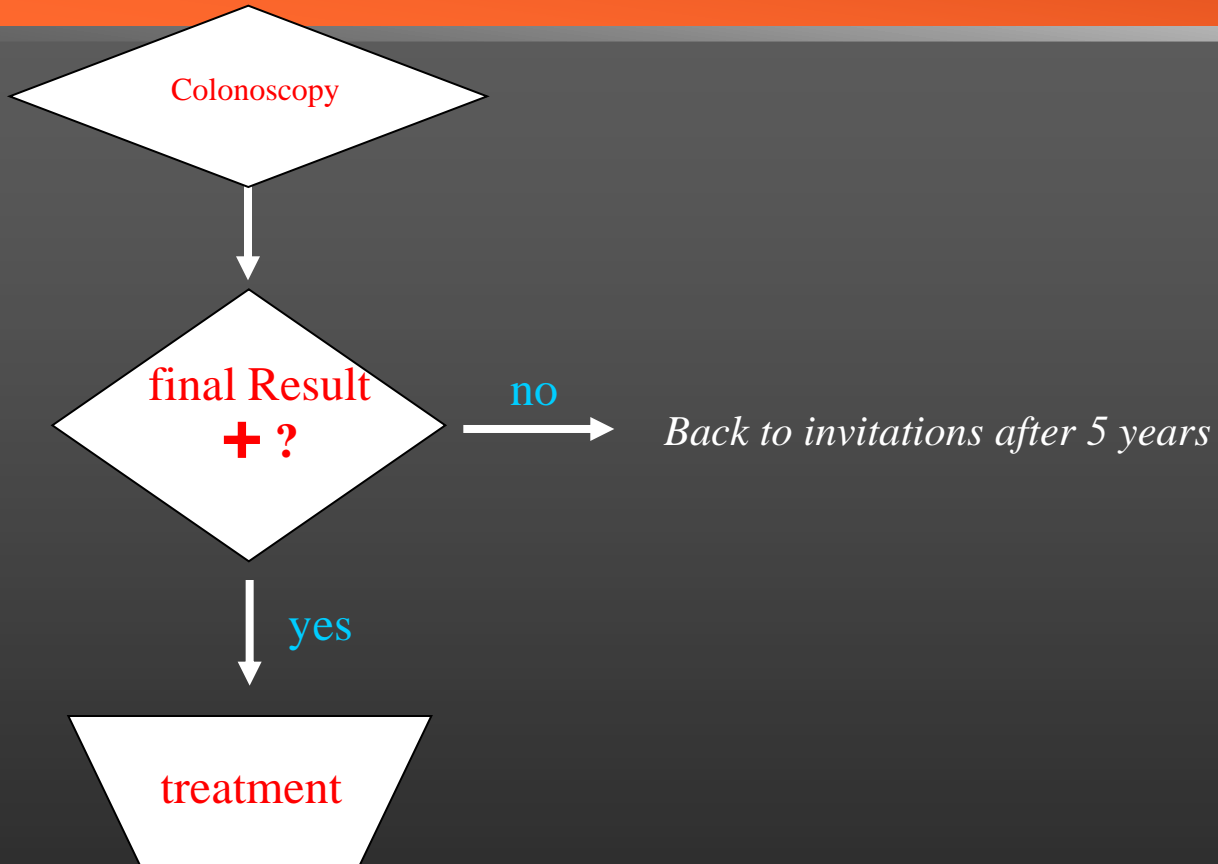 Colonoscopy
final Result
+ ?
no
Back to invitations after 5 years
yes
treatment